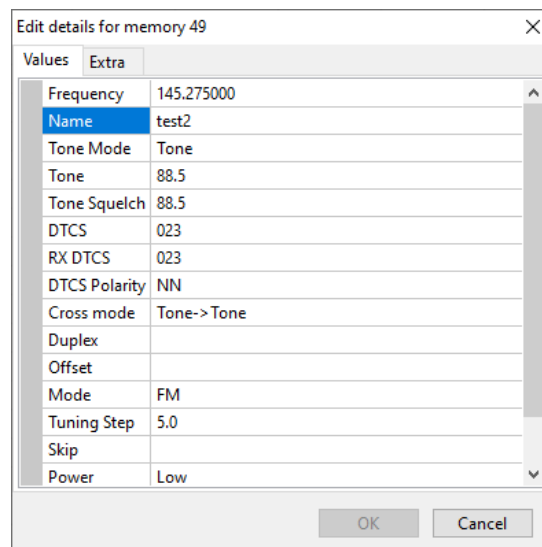 Edit details for memory 49
Values Extra
Frequency 145.275000
Name test2
Tone Mode Tone
Tone 88.5
Tone Squelch 88.5
DTCS 023
RX DTCS 023
DTCS Polarity NN
Cross mode Tone->Tone
Duplex
Offset
Mode FM
Tuning Step 5.0
Skip
Power Low
OK Cancel